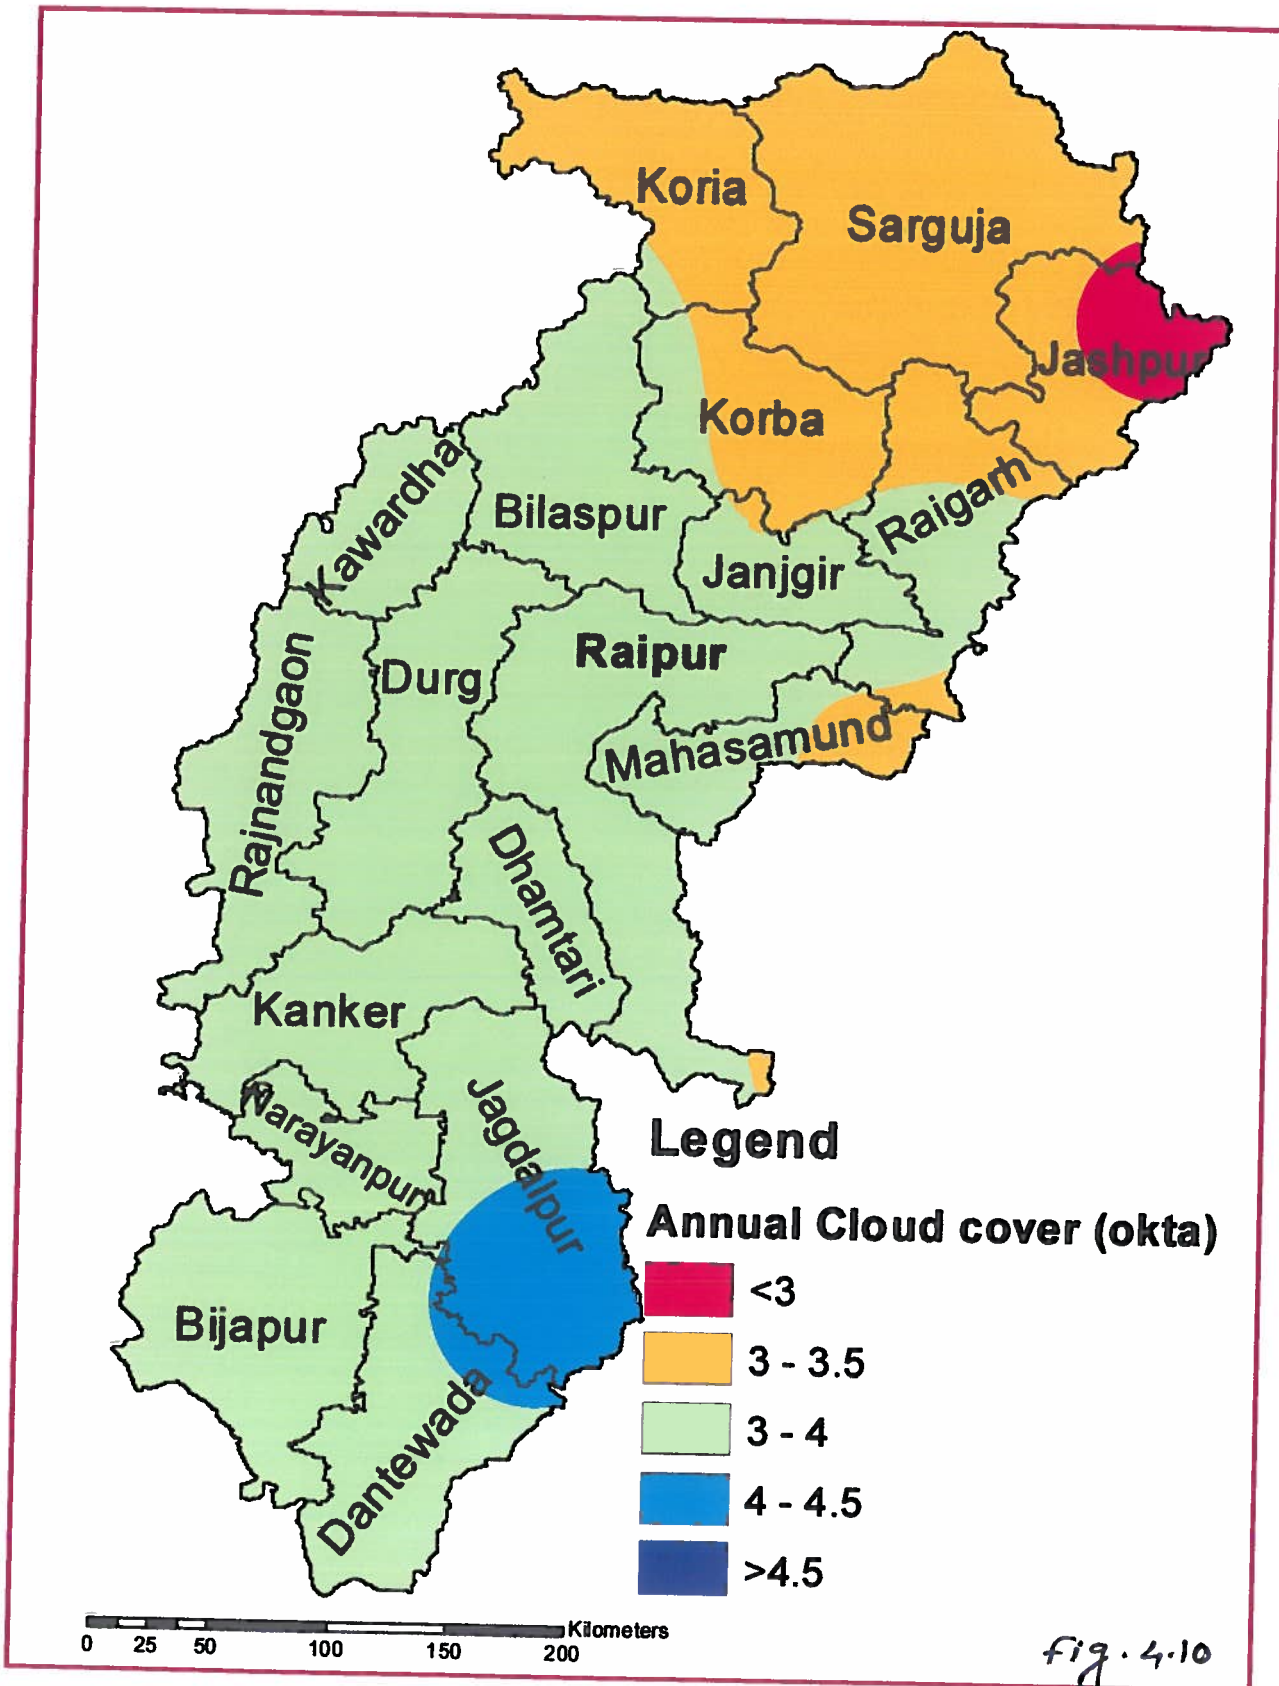 Koria
Sarguja
Jashpur
Korba
Raigarh
Kawardha
Bilaspur
Janjgir
Raipur
Durg
Rajnandgaon
Mahasamund
Dhamtari
Kanker
Jagdalpur
Narayanpur
Bijapur
Dantewada
Legend
Annual Cloud cover (okta)
<3
3 - 3.5
3 - 4
4 - 4.5
>4.5
Kilometers
0 25 50 100 150 200
fig. 4.10